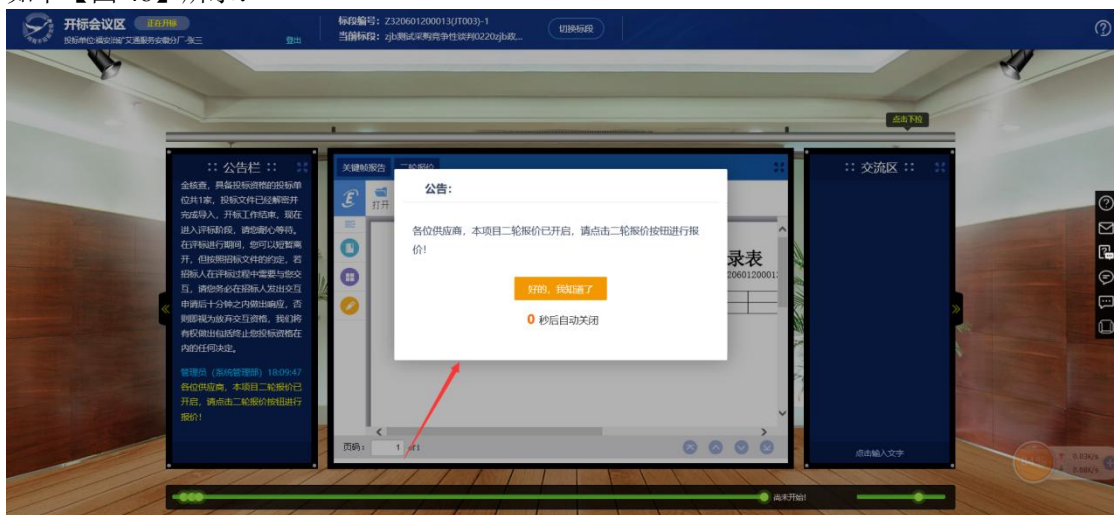 开标会议区 正在开标
登出
标段编号：Z320601200013(JT003)-1
当前标段：zjb测试采购竞争性谈判0220zjb政...
切换标段
点击下拉
:: 公告栏 ::
金核查，具备投标资格的投标单
位共1家，投标文件已经解密并
完成导入，开标工作结束，现在
进入评标阶段，请您耐心等待。
在评标进行期间，您可以短暂离
开，但按照招标文件的约定，若
招标人在评标过程中需要与您交
互，请您务必在招标人发出交互
申请后十分钟之内做出响应，否
则即视为放弃交互资格，我们将
有权做出包括终止您投标资格在
内的任何决定。
管理员（系统管理部）18:09:47
各位供应商，本项目二轮报价已
开启，请点击二轮报价按钮进行
报价！
关键帧报告 二轮报价
打开
录表
公告：
各位供应商，本项目二轮报价已开启，请点击二轮报价按钮进行报
价！
好的，我知道了
0 秒后自动关闭
页码： 1 of1
:: 交流区 ::
点击输入文字
尚未开始！